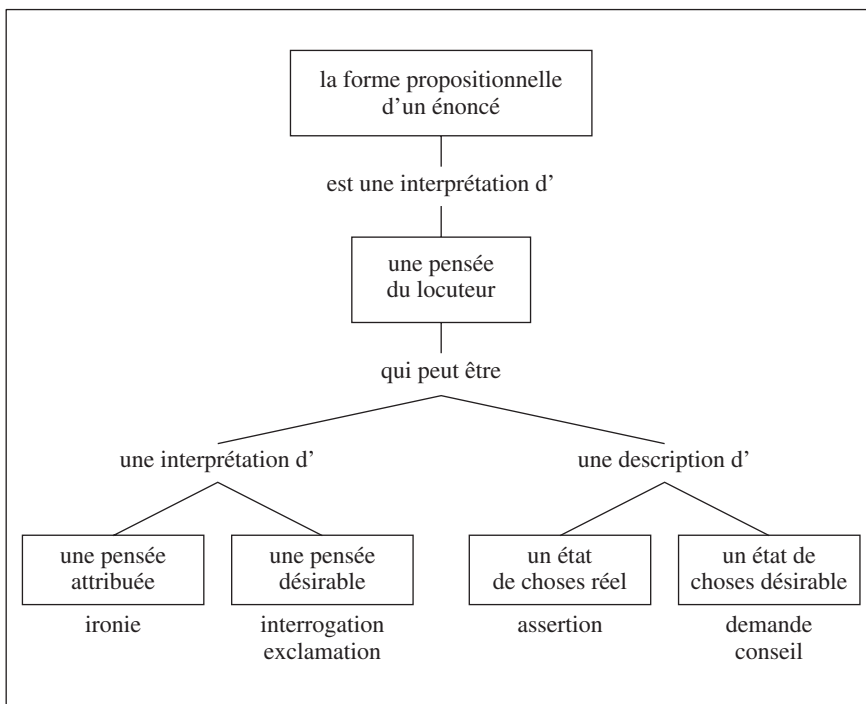 la forme propositionnelle
d’un énoncé
est une interprétation d’
une pensée
du locuteur
qui peut être
une interprétation d’
une description d’
une pensée
attribuée
une pensée
désirable
un état
de choses réel
un état de
choses désirable
ironie
interrogation
exclamation
assertion
demande
conseil